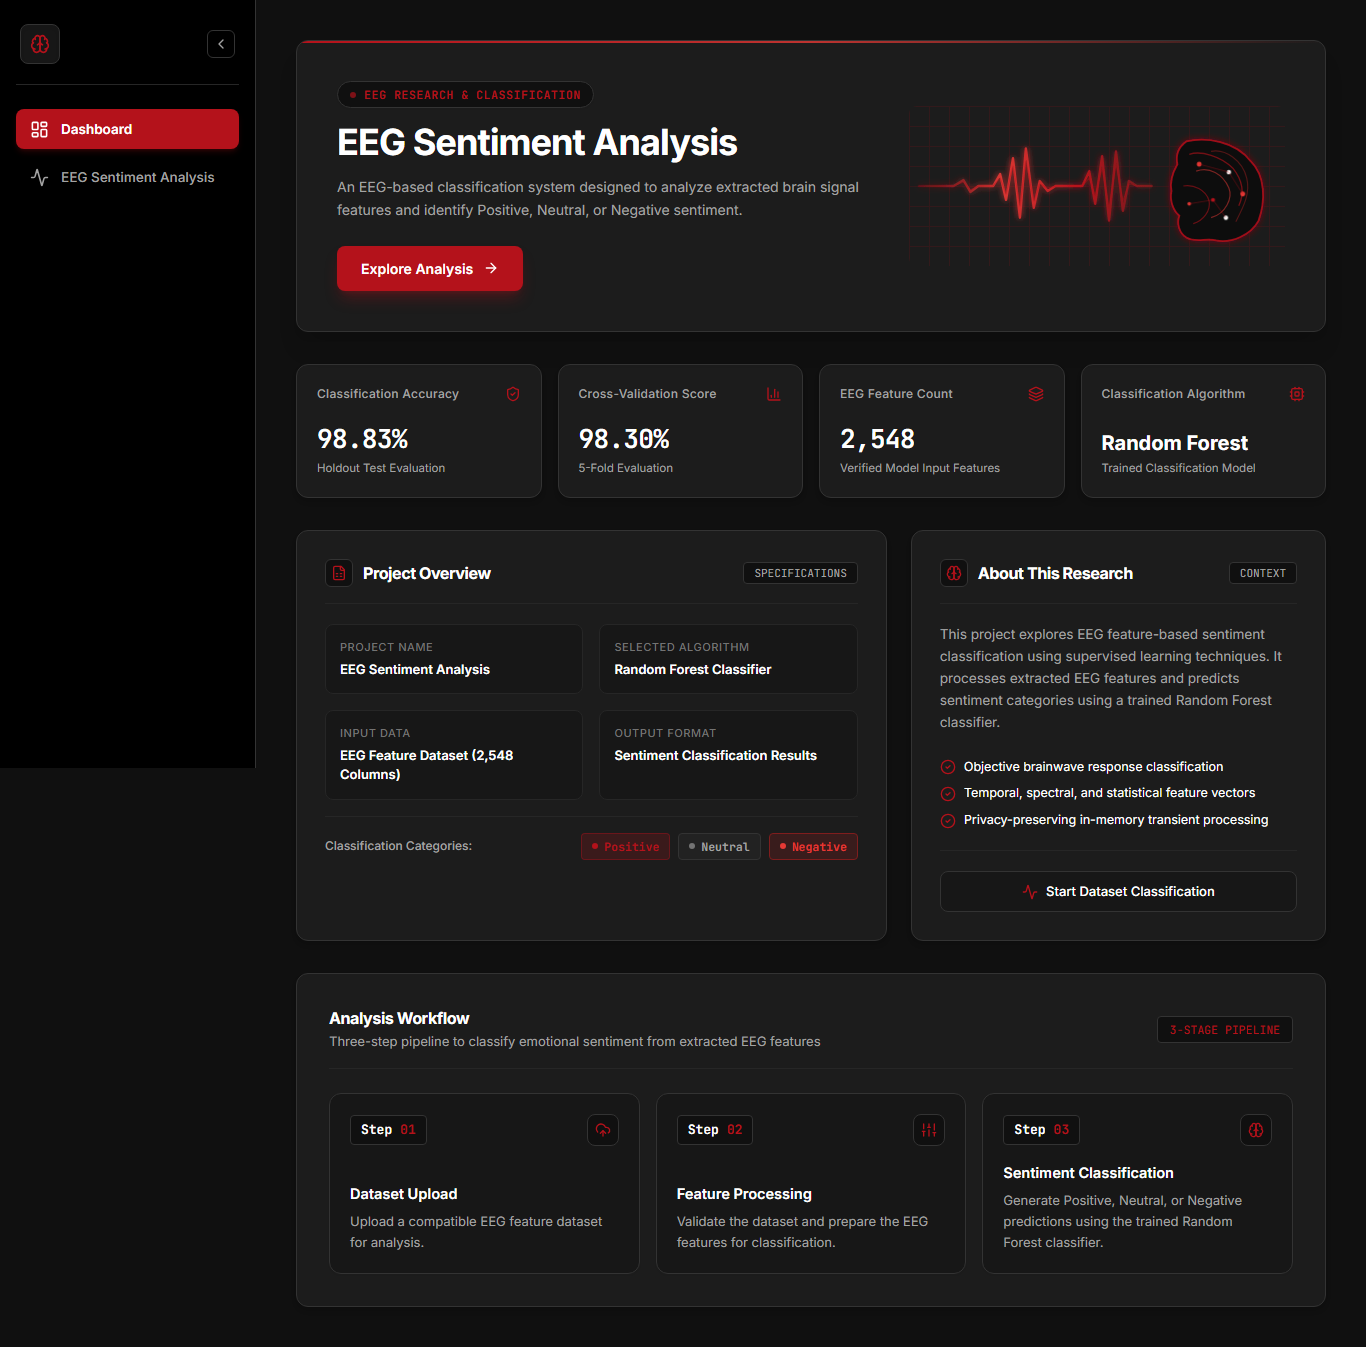 Dashboard
EEG Sentiment Analysis
EEG RESEARCH & CLASSIFICATION
EEG Sentiment Analysis
An EEG-based classification system designed to analyze extracted brain signal
features and identify Positive, Neutral, or Negative sentiment.
Explore Analysis
Classification Accuracy
98.83%
Holdout Test Evaluation
Cross-Validation Score
98.30%
5-Fold Evaluation
EEG Feature Count
2,548
Verified Model Input Features
Classification Algorithm
Random Forest
Trained Classification Model
Project Overview
SPECIFICATIONS
PROJECT NAME
EEG Sentiment Analysis
SELECTED ALGORITHM
Random Forest Classifier
INPUT DATA
EEG Feature Dataset (2,548
Columns)
OUTPUT FORMAT
Sentiment Classification Results
Classification Categories:
Positive
Neutral
Negative
About This Research
CONTEXT
This project explores EEG feature-based sentiment
classification using supervised learning techniques. It
processes extracted EEG features and predicts
sentiment categories using a trained Random Forest
classifier.
Objective brainwave response classification
Temporal, spectral, and statistical feature vectors
Privacy-preserving in-memory transient processing
Start Dataset Classification
Analysis Workflow
Three-step pipeline to classify emotional sentiment from extracted EEG features
3-STAGE PIPELINE
Step 01
Dataset Upload
Upload a compatible EEG feature dataset
for analysis.
Step 02
Feature Processing
Validate the dataset and prepare the EEG
features for classification.
Step 03
Sentiment Classification
Generate Positive, Neutral, or Negative
predictions using the trained Random
Forest classifier.